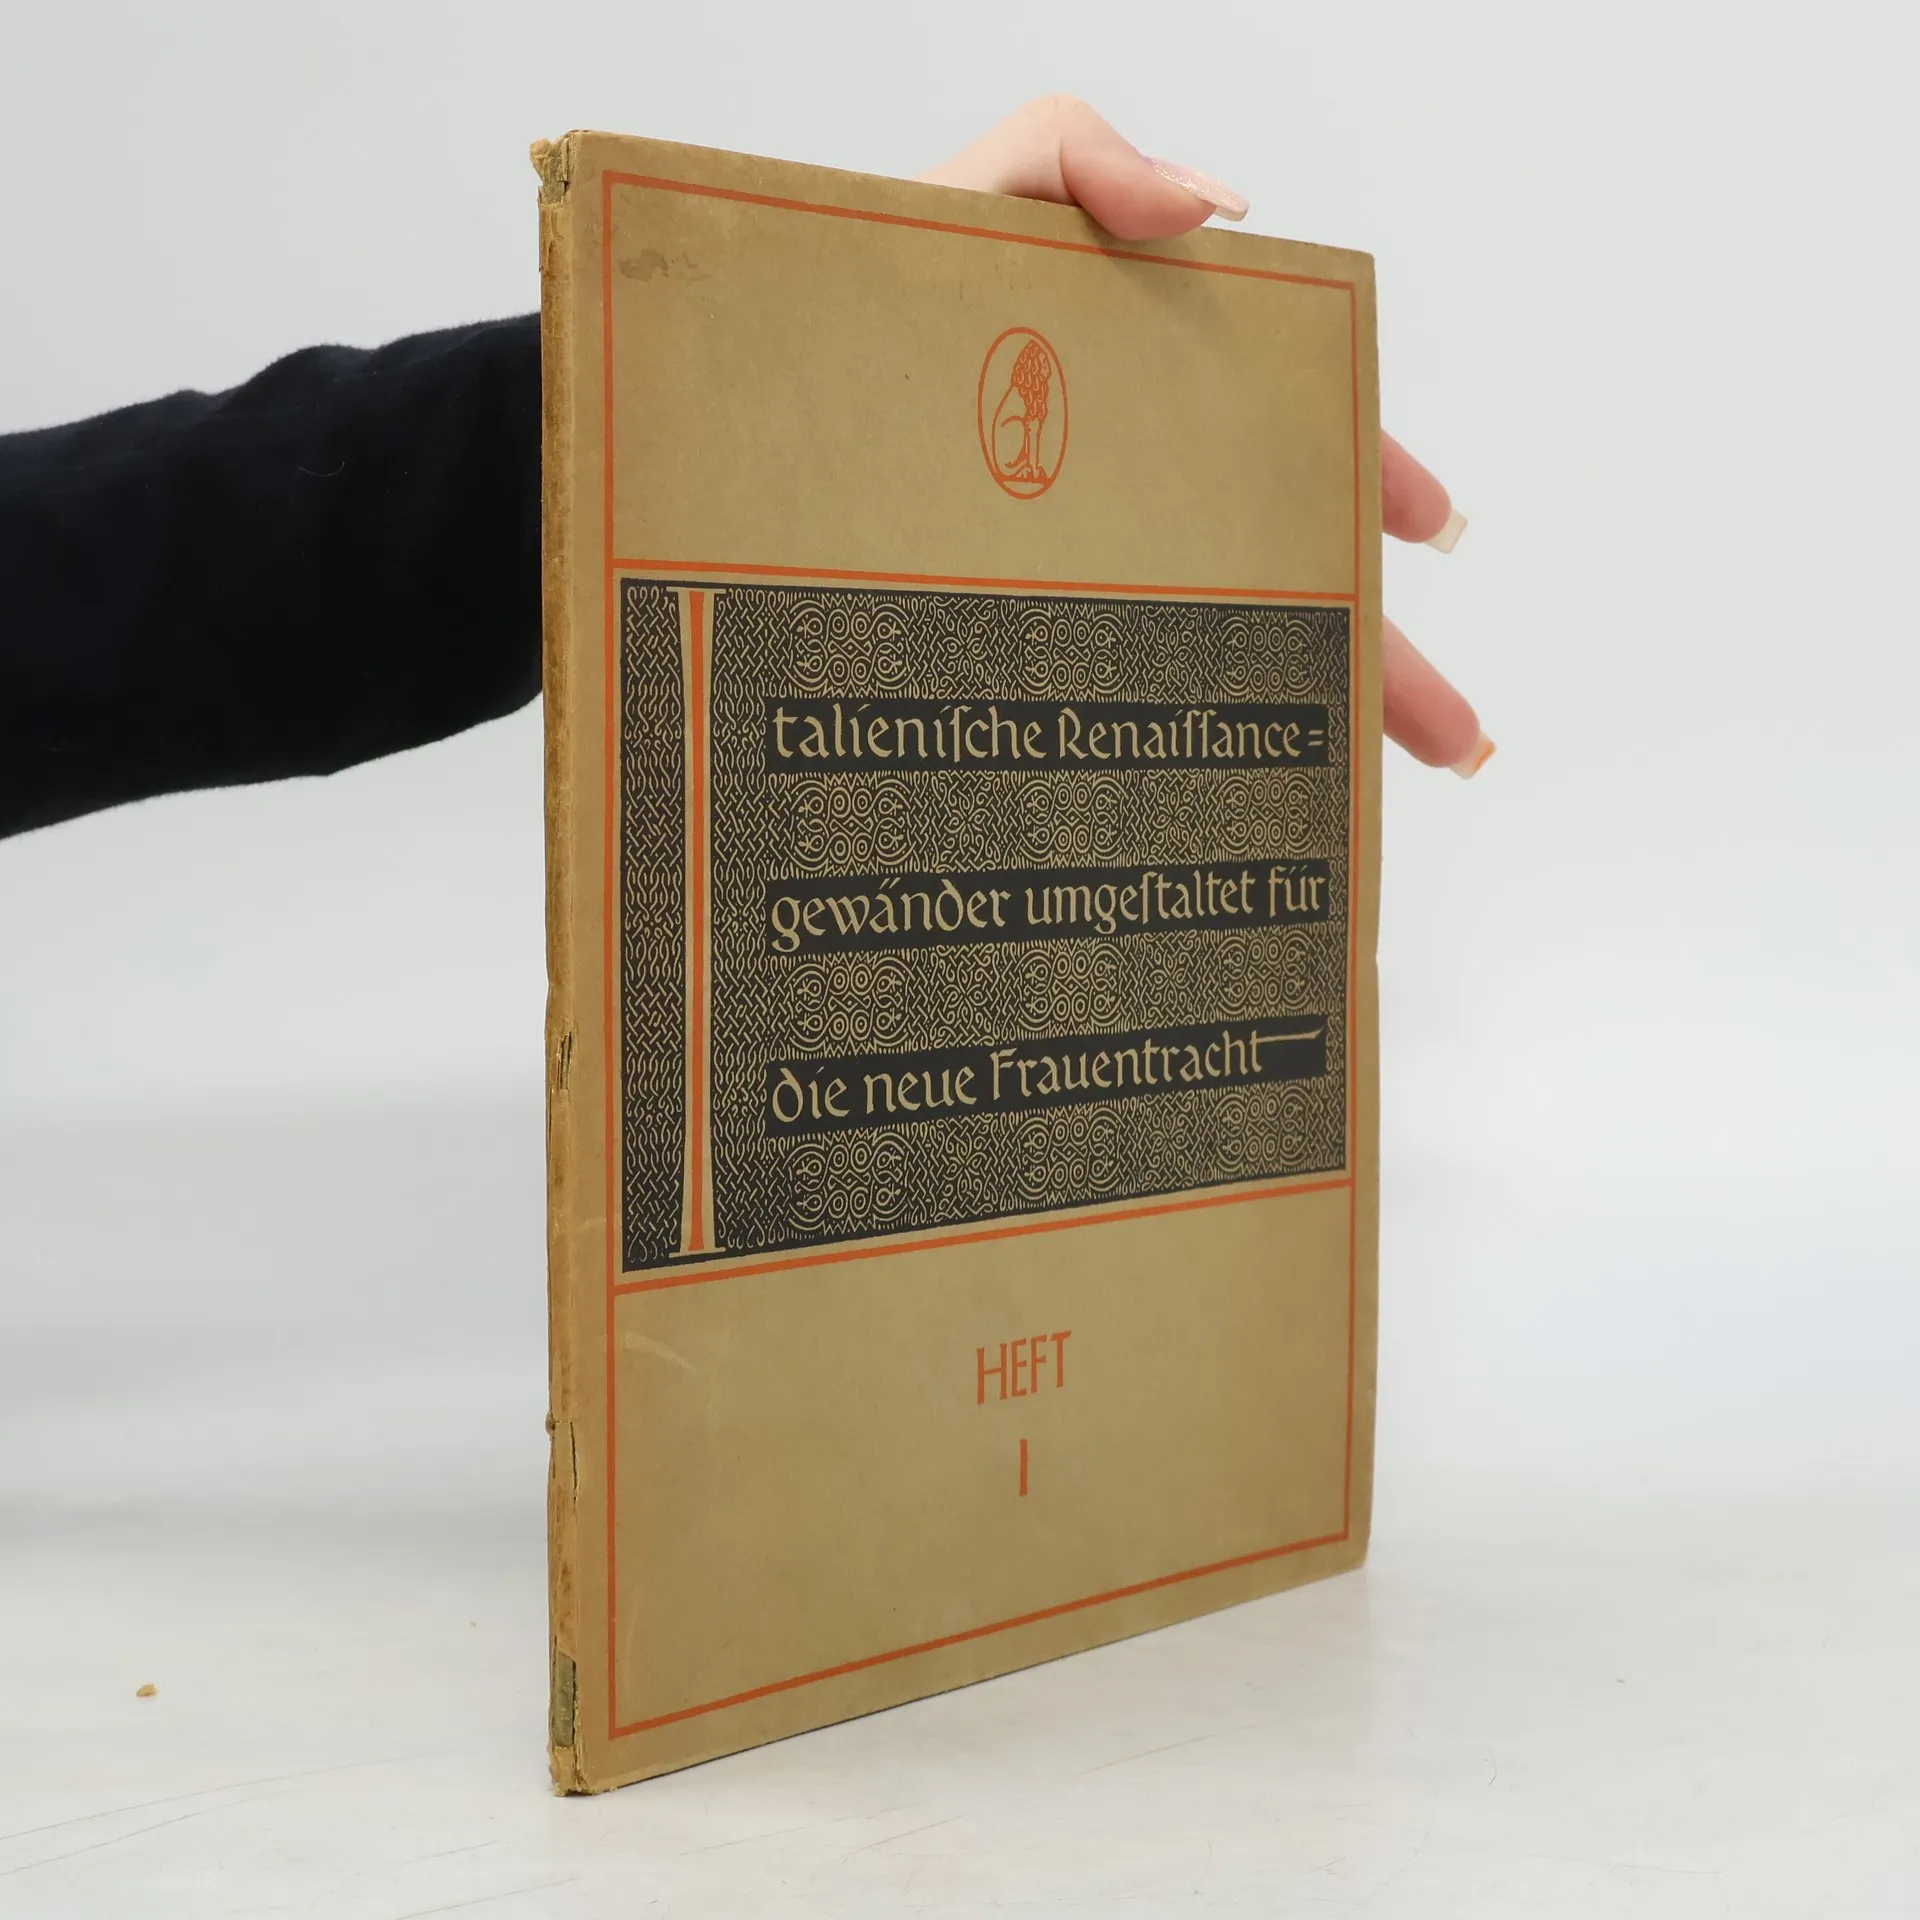 Italieniſche Renaiſſance=
gewänder umgeſtaltet für
die neue Frauentracht
HEFT
I